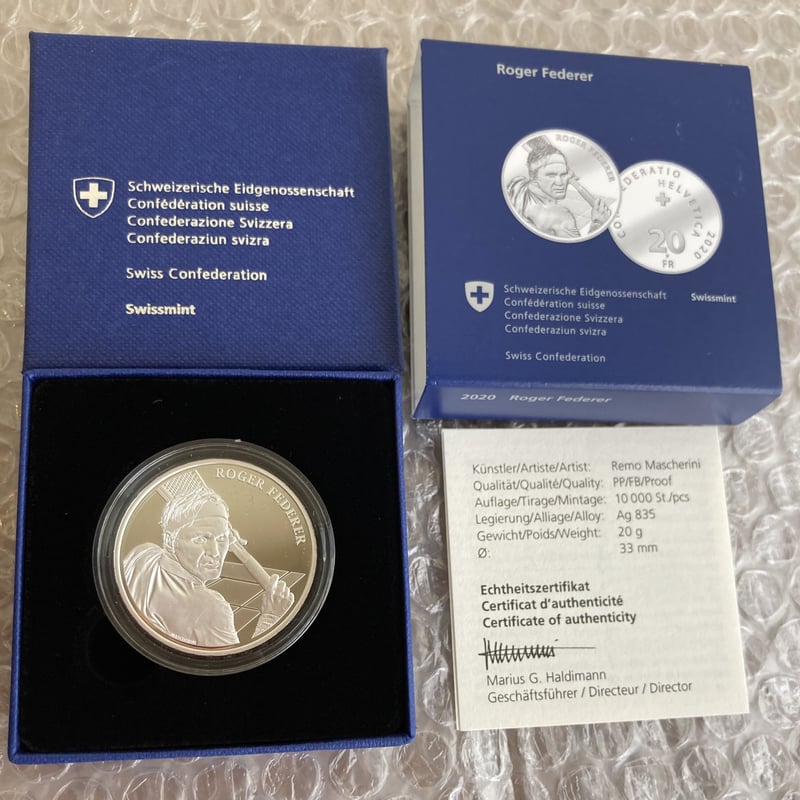 Schweizerische Eidgenossenschaft
Confédération suisse
Confederazione Svizzera
Confederaziun svizra
Swiss Confederation
Swissmint
ROGER FEDERER
Roger Federer
ROGER FEDERER
CONFOEDERATIO
HELVETICA 2020
20
FR
Schweizerische Eidgenossenschaft
Confédération suisse
Confederazione Svizzera
Confederaziun svizra
Swiss Confederation
Swissmint
2020 Roger Federer
Künstler/Artiste/Artist: Remo Mascherini
Qualität/Qualité/Quality: PP/FB/Proof
Auflage/Tirage/Mintage: 10 000 St./pcs
Legierung/Alliage/Alloy: Ag 835
Gewicht/Poids/Weight: 20 g
Ø: 33 mm
Echtheitszertifikat
Certificat d'authenticité
Certificate of authenticity
Marius G. Haldimann
Geschäftsführer / Directeur / Director